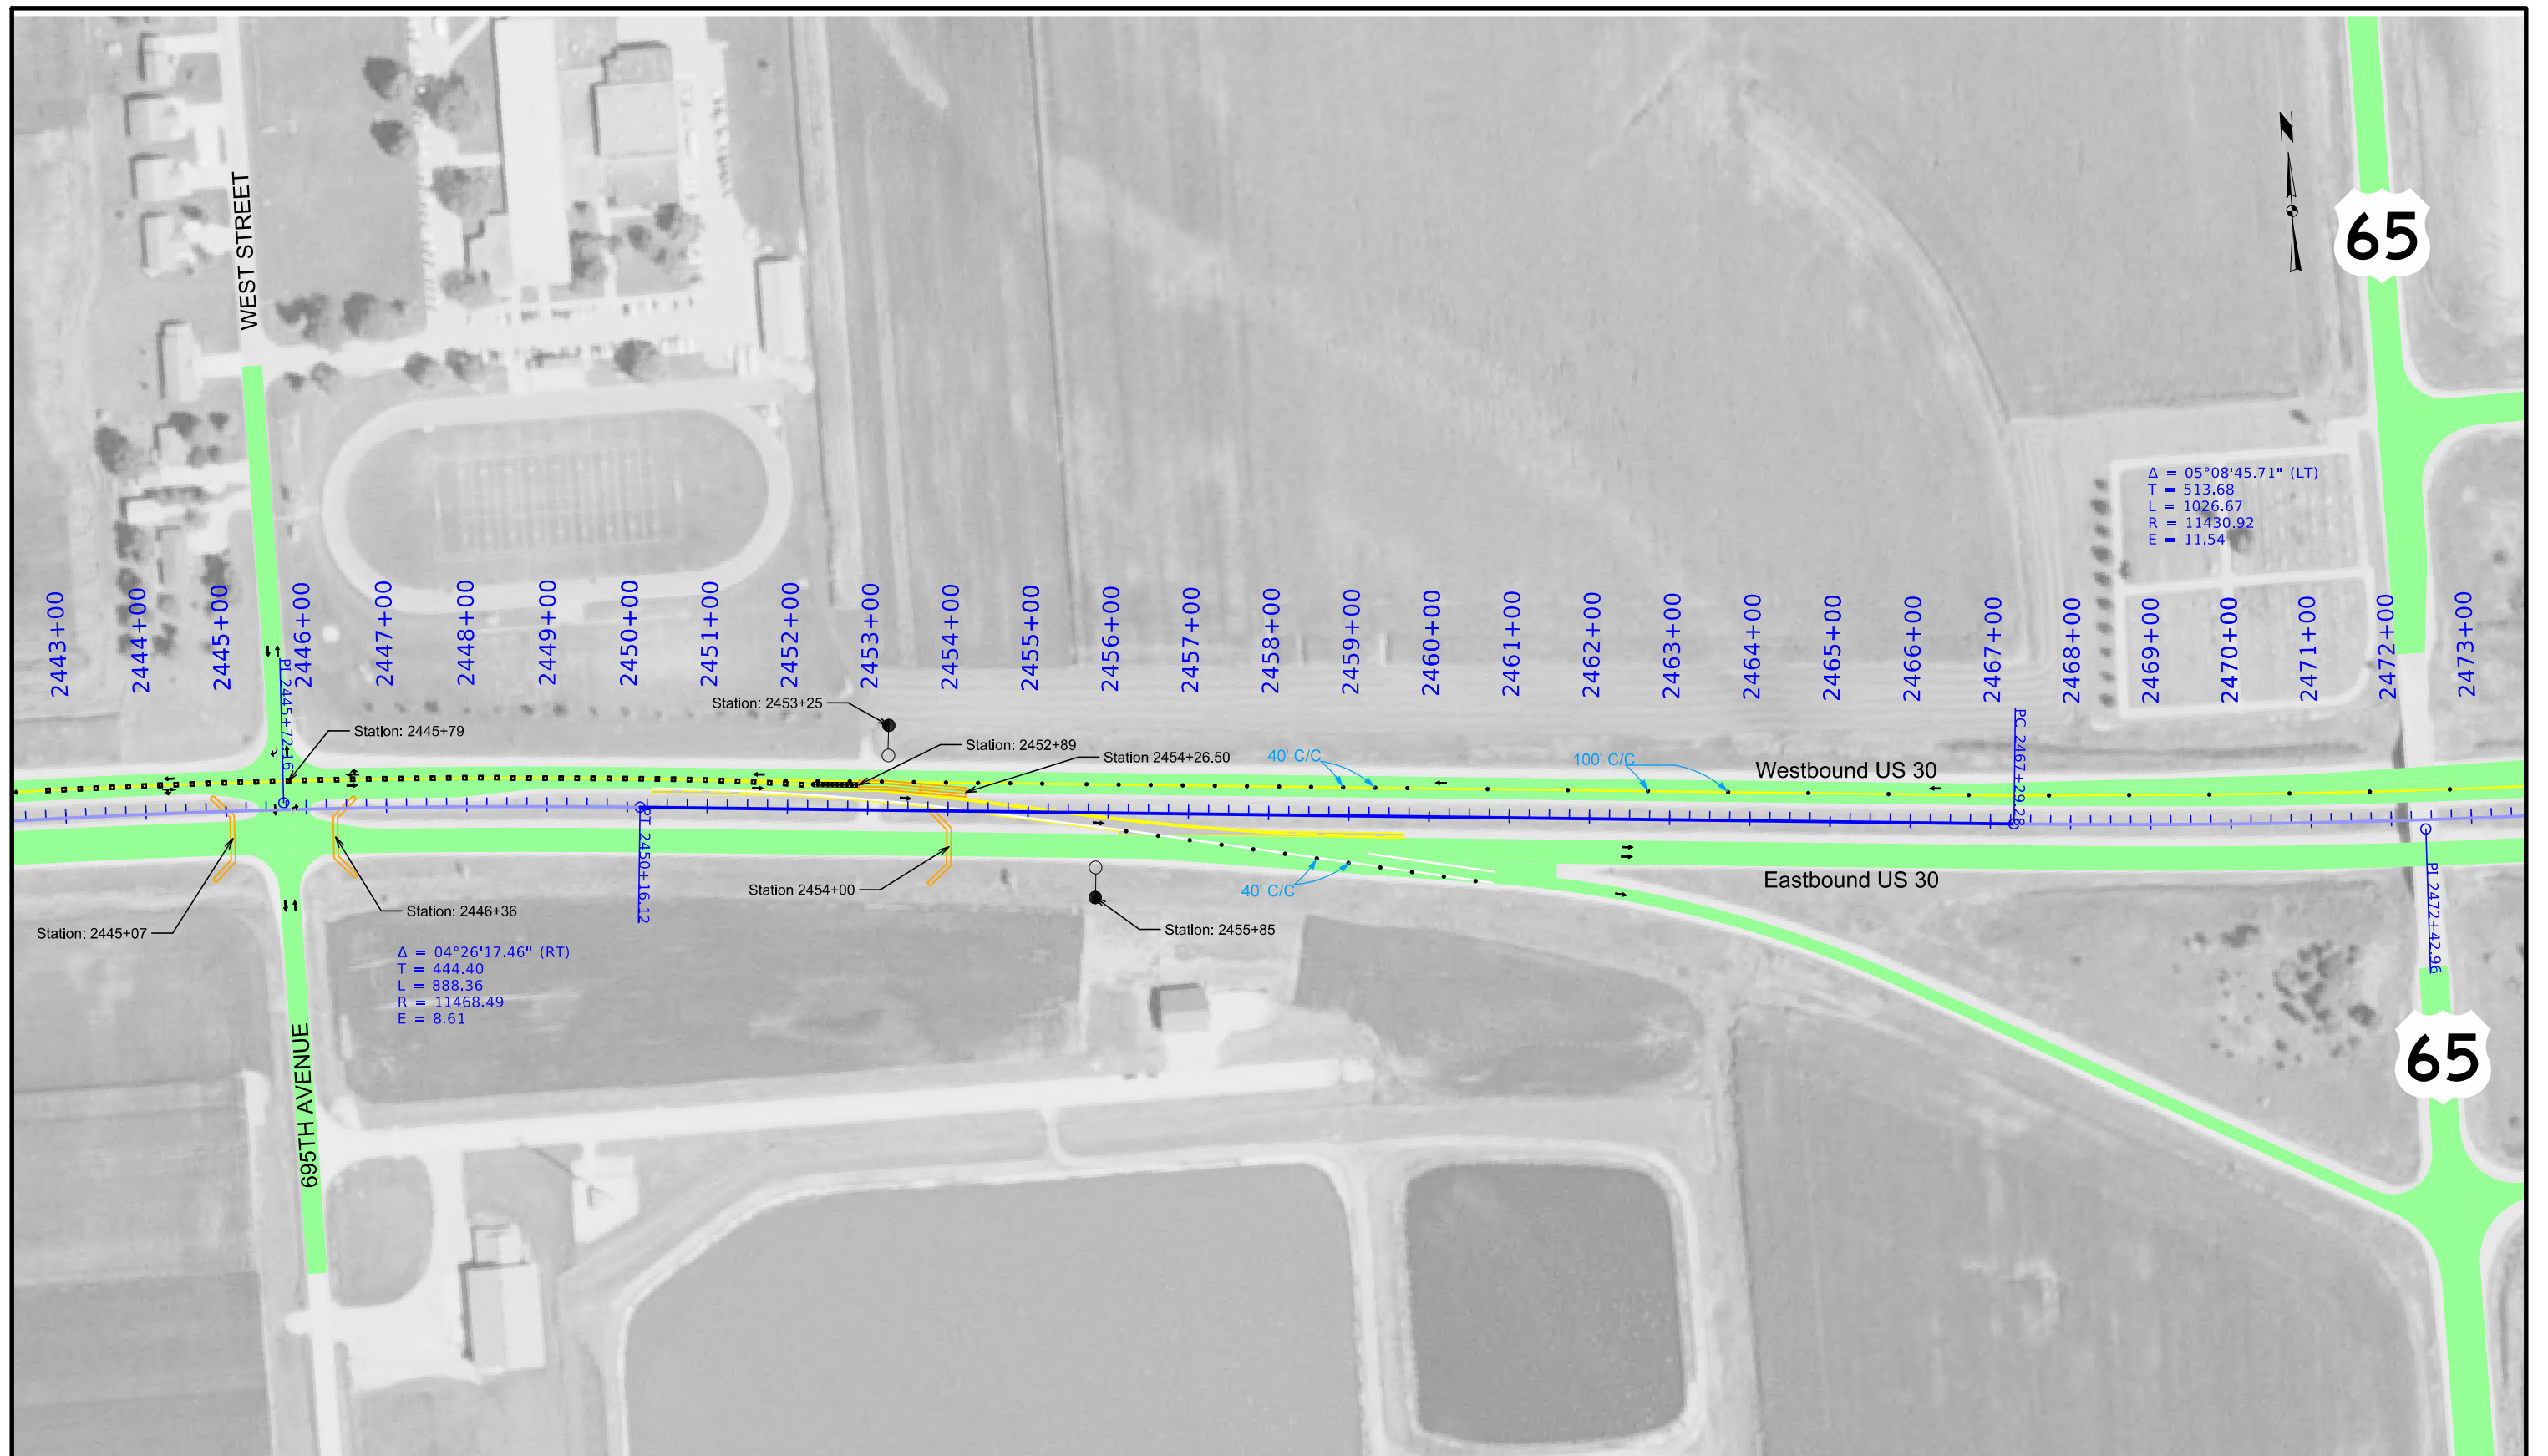 N
65
WEST STREET
Δ = 05°08'45.71" (LT)
T = 513.68
L = 1026.67
R = 11430.92
E = 11.54
2443+00
2444+00
2445+00
2446+00
2447+00
2448+00
2449+00
2450+00
2451+00
2452+00
2453+00
2454+00
2455+00
2456+00
2457+00
2458+00
2459+00
2460+00
2461+00
2462+00
2463+00
2464+00
2465+00
2466+00
2467+00
2468+00
2469+00
2470+00
2471+00
2472+00
2473+00
PI 2445+72.16
Station: 2453+25
Station: 2445+79
Station: 2452+89
Station 2454+26.50
40' C/C
100' C/C
PC 2467+29.28
Westbound US 30
PT 2450+16.12
Station 2454+00
40' C/C
Eastbound US 30
PI 2472+42.96
Station: 2446+36
Station: 2445+07
Station: 2455+85
Δ = 04°26'17.46" (RT)
T = 444.40
L = 888.36
R = 11468.49
E = 8.61
65
695TH AVENUE